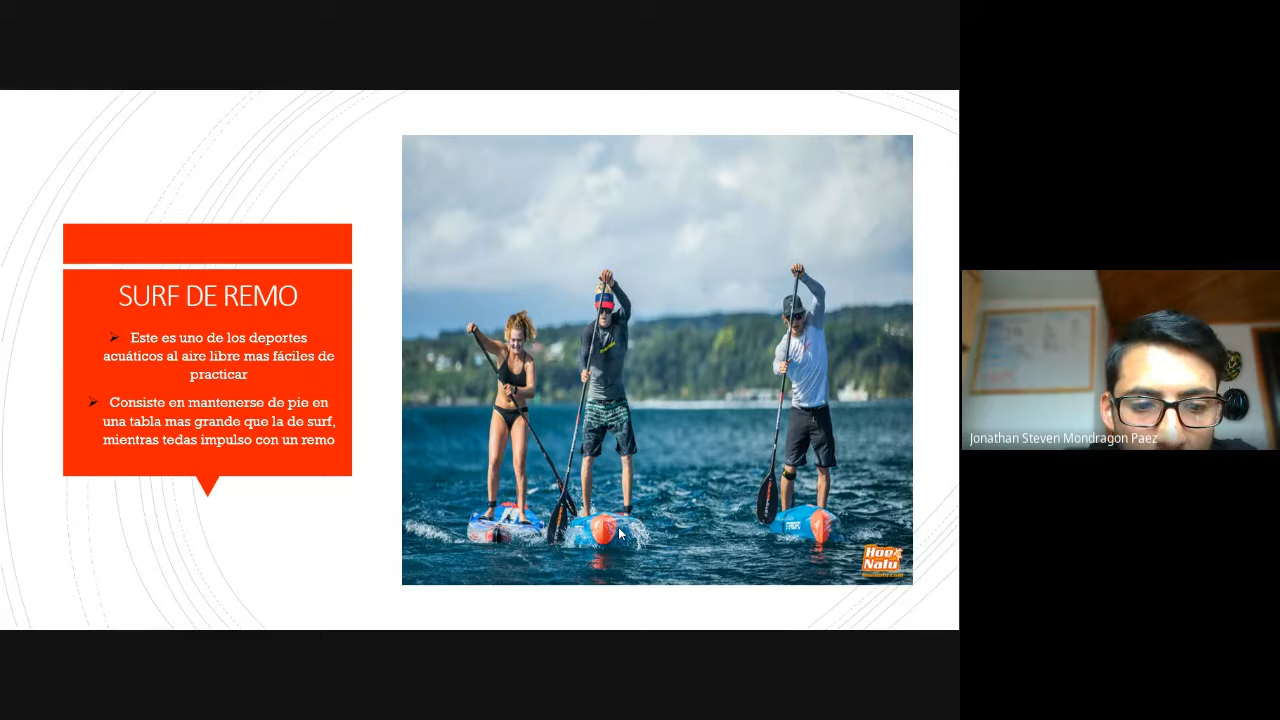 SURF DE REMO
Este es uno de los deportes
acuáticos al aire libre mas fáciles de
practicar
Consiste en mantenerse de pie en
una tabla mas grande que la de surf,
mientras tedas impulso con un remo
Hoe
Nalu
Jonathan Steven Mondragon Paez